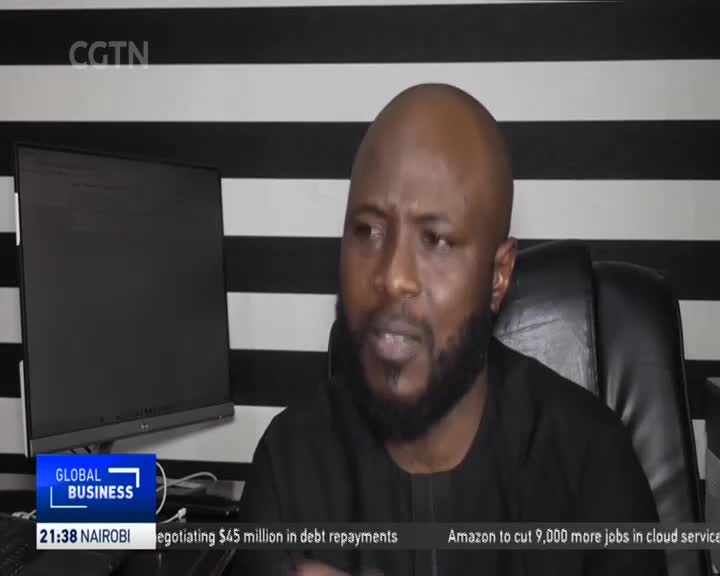 CGTN
GLOBAL
BUSINESS
21:38 NAIROBI
egotiating $45 million in debt repayments Amazon to cut 9,000 more jobs in cloud service